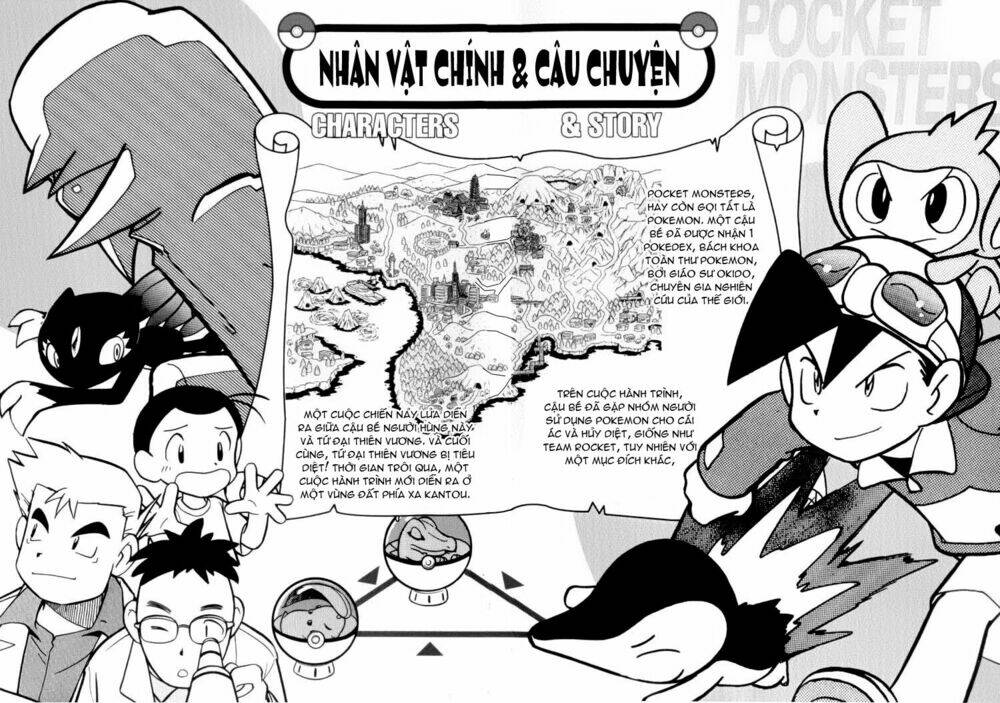 POCKET
MONSTERS
NHÂN VẬT CHÍNH & CÂU CHUYỆN
CHARACTERS & STORY
POCKET MONSTERS,
HAY CÒN GỌI TẮT LÀ
POKEMON. MỘT CẬU
BÉ ĐÃ ĐƯỢC NHẬN 1
POKEDEX, BÁCH KHOA
TOÀN THƯ POKEMON,
BỞI GIÁO SƯ OKIDO,
CHUYÊN GIA NGHIÊN
CỨU CỦA THẾ GIỚI.
TRÊN CUỘC HÀNH TRÌNH,
CẬU BÉ ĐÃ GẶP NHÓM NGƯỜI
SỬ DỤNG POKEMON CHO CÁI
ÁC VÀ HỦY DIỆT, GIỐNG NHƯ
TEAM ROCKET, TUY NHIÊN VỚI
MỘT MỤC ĐÍCH KHÁC,
MỘT CUỘC CHIẾN NẢY LỬA DIỄN
RA GIỮA CẬU BÉ NGƯỜI HÙNG NÀY
VÀ TỨ ĐẠI THIÊN VƯƠNG. VÀ CUỐI
CÙNG, TỨ ĐẠI THIÊN VƯƠNG BỊ TIÊU
DIỆT! THỜI GIAN TRÔI QUA, MỘT
CUỘC HÀNH TRÌNH MỚI DIỄN RA Ở
MỘT VÙNG ĐẤT PHÍA XA KANTOU.